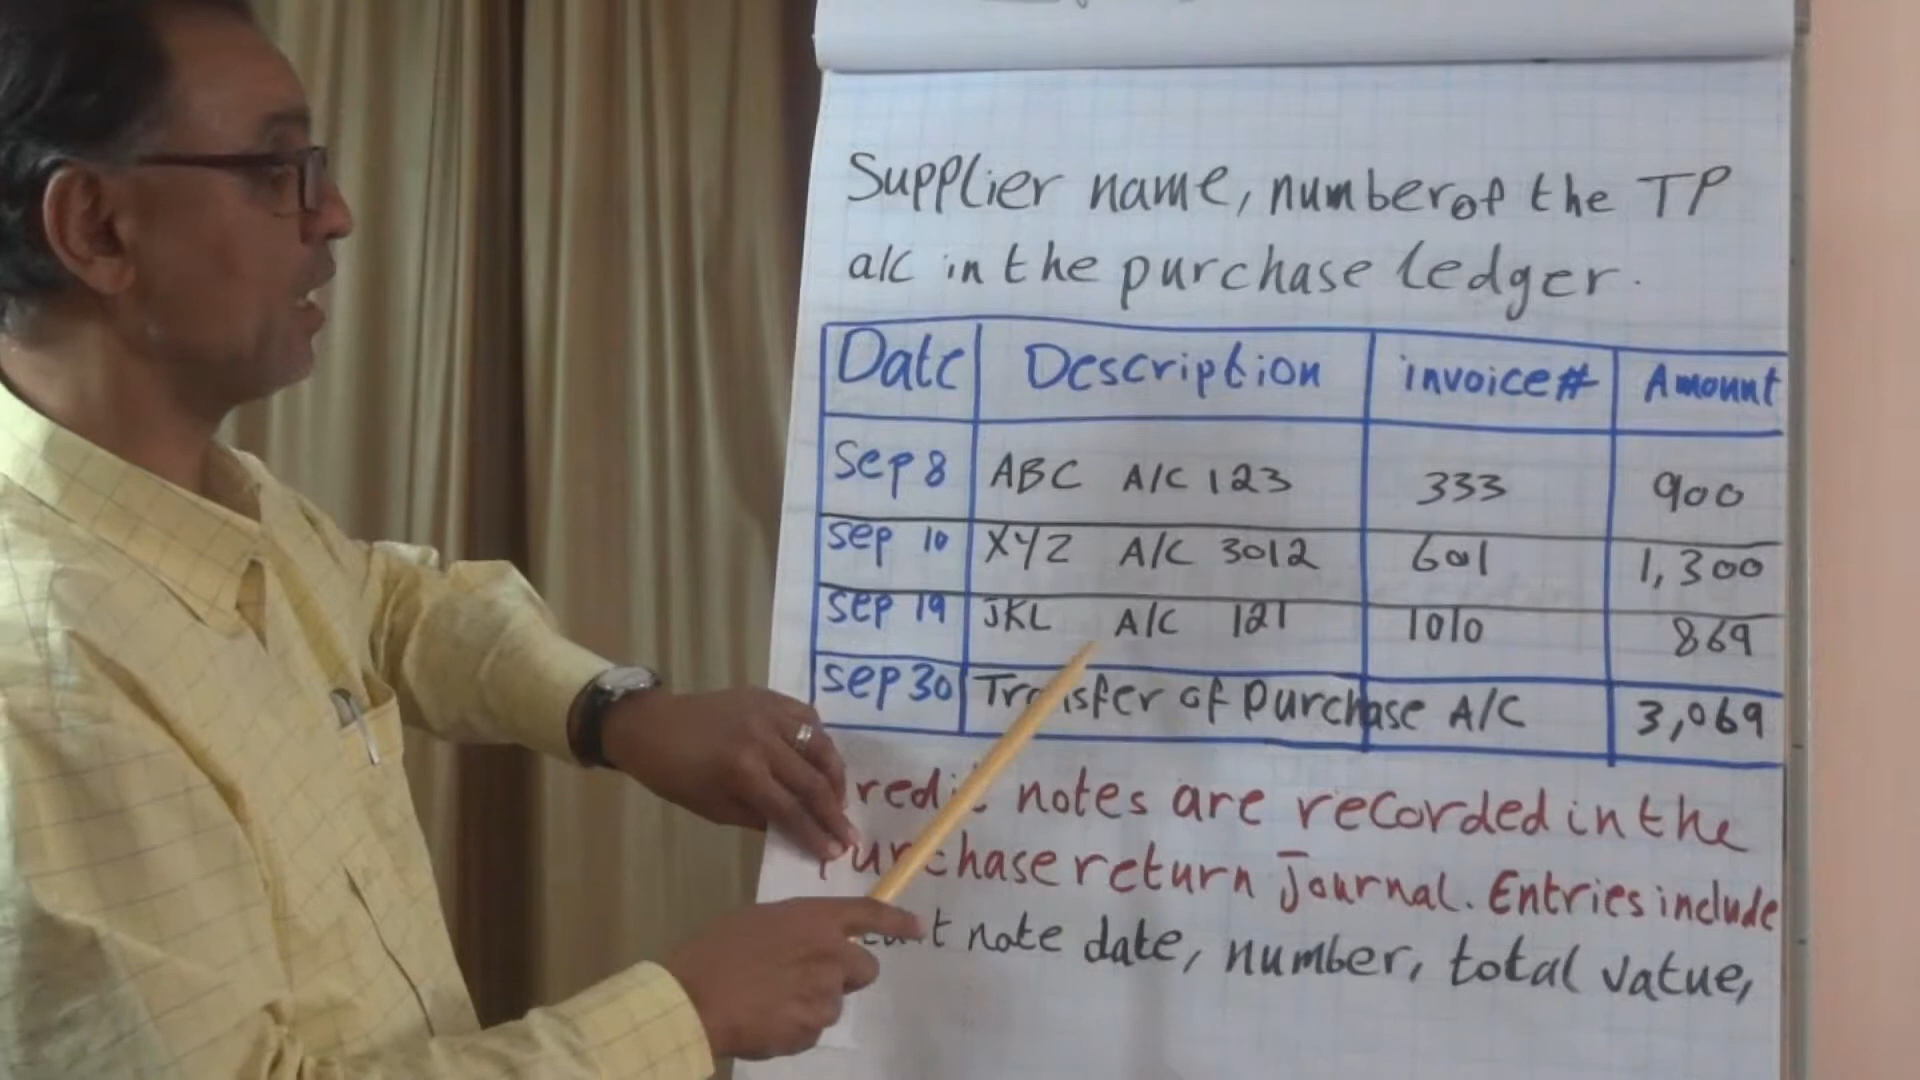 Supplier name, number of the TP
a/c in the purchase ledger.
Date Description invoice# Amount
Sep 8 ABC A/C 123 333 900
Sep 10 XYZ A/C 3012 601 1,300
Sep 19 JKL A/C 121 1010 869
Sep 30 Transfer of Purchase A/C 3,069
Credit notes are recorded in the
Purchase return Journal. Entries include
note date, number, total value,